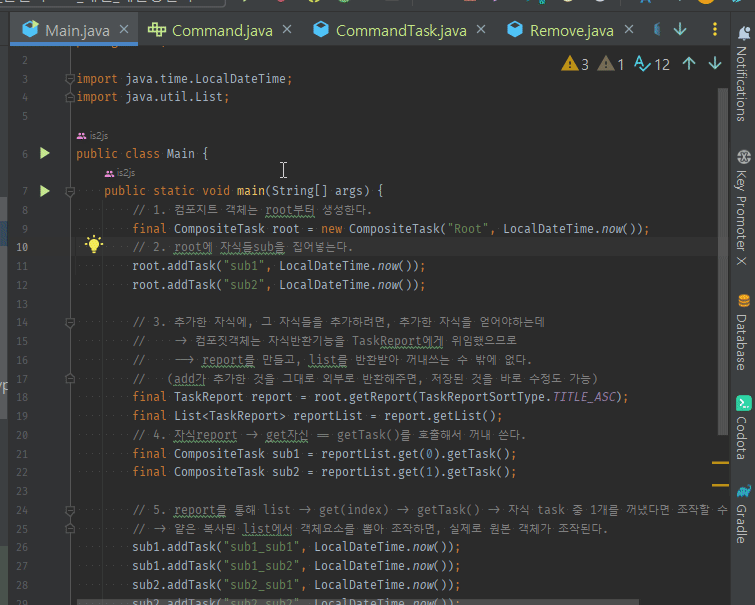 Main.java
Command.java
CommandTask.java
Remove.java
3
1
12
2
3 import java.time.LocalDateTime;
4 import java.util.List;
5
is2js
6 public class Main {
is2js
7 public static void main(String[] args) {
8 // 1. 컴포지트 객체는 root부터 생성한다.
9 final CompositeTask root = new CompositeTask("Root", LocalDateTime.now());
10 // 2. root에 자식들sub을 집어넣는다.
11 root.addTask("sub1", LocalDateTime.now());
12 root.addTask("sub2", LocalDateTime.now());
13
14 // 3. 추가한 자식에, 그 자식들을 추가하려면, 추가한 자식을 얻어야하는데
15 // -> 컴포짓객체는 자식반환기능을 TaskReport에게 위임했으므로
16 // --> report를 만들고, list를 반환받아 꺼내쓰는 수 밖에 없다.
17 // (add가 추가한 것을 그대로 외부로 반환해주면, 저장된 것을 바로 수정도 가능)
18 final TaskReport report = root.getReport(TaskReportSortType.TITLE_ASC);
19 final List<TaskReport> reportList = report.getList();
20 // 4. 자식report -> get자신 == getTask()를 호출해서 꺼내 쓴다.
21 final CompositeTask sub1 = reportList.get(0).getTask();
22 final CompositeTask sub2 = reportList.get(1).getTask();
23
24 // 5. report를 통해 list -> get(index) -> getTask() -> 자식 task 중 1개를 꺼냈다면 조작할 수
25 // -> 얕은 복사된 list에서 객체요소를 뽑아 조작하면, 실제로 원본 객체가 조작된다.
26 sub1.addTask("sub1_sub1", LocalDateTime.now());
27 sub1.addTask("sub1_sub2", LocalDateTime.now());
28 sub2.addTask("sub2_sub1", LocalDateTime.now());
29 sub2.addTask("sub2_sub2", LocalDateTime.now());
Notifications
Key Promoter X
Database
Codota
Gradle